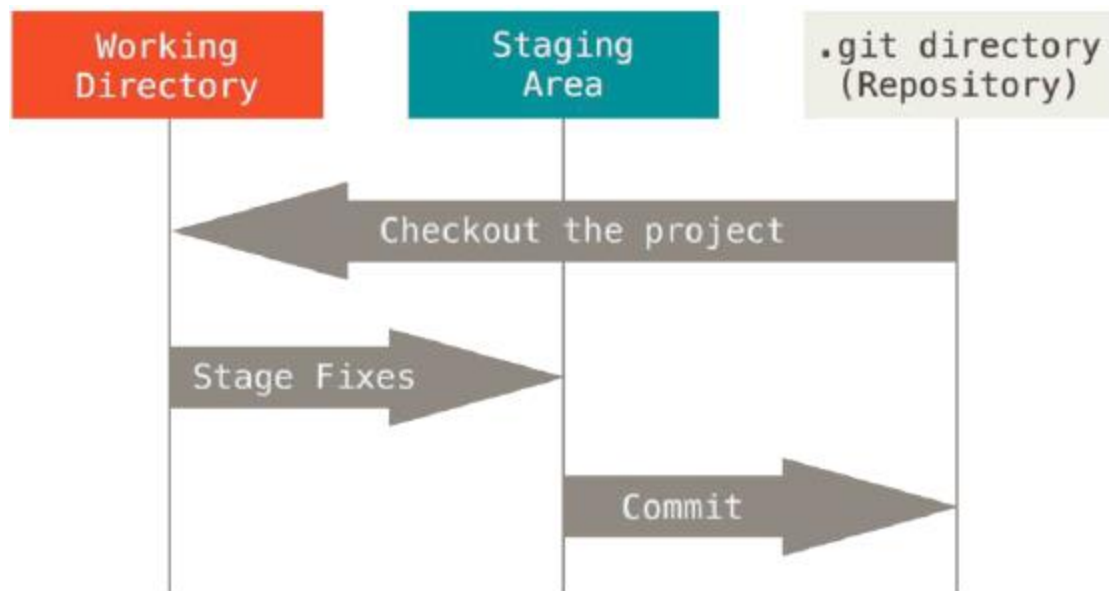 Working
Directory
Staging
Area
.git directory
(Repository)
Checkout the project
Stage Fixes
Commit